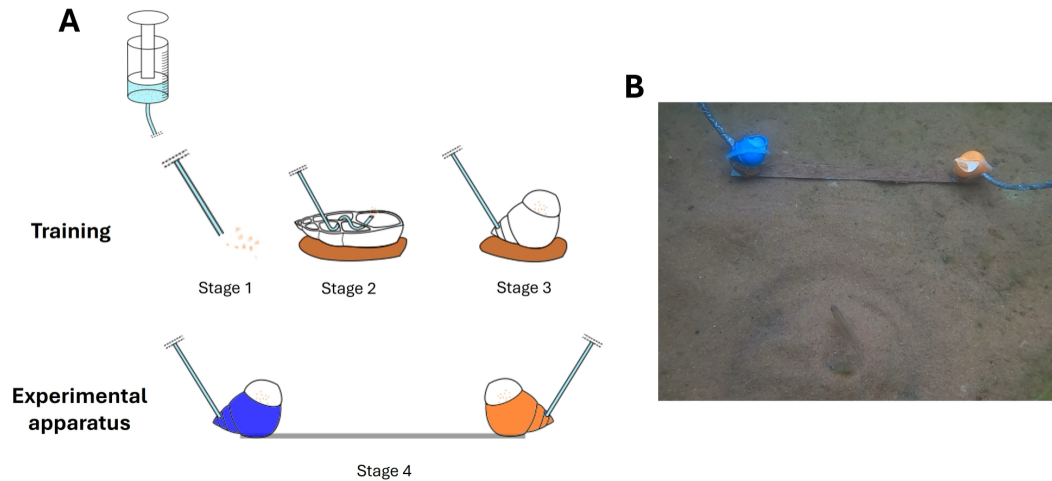 A
B
Training
Stage 1
Stage 2
Stage 3
Experimental
apparatus
Stage 4